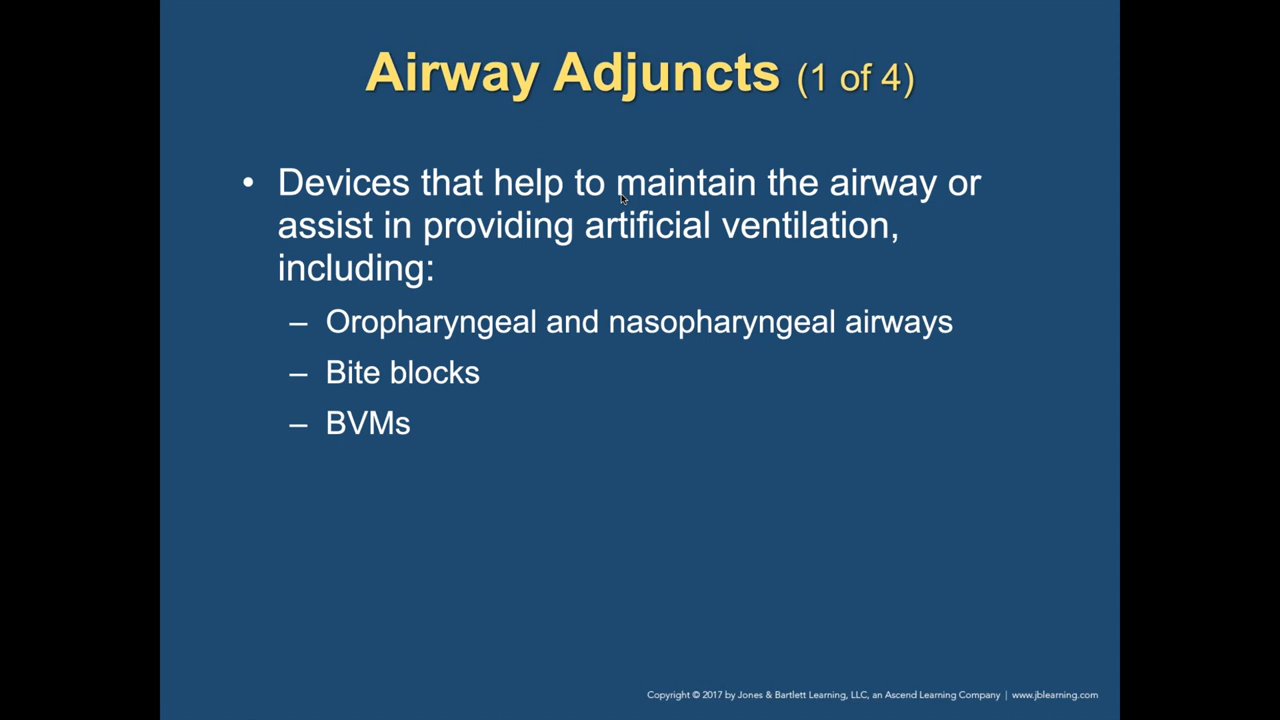 Airway Adjuncts (1 of 4)
• Devices that help to maintain the airway or
assist in providing artificial ventilation,
including:
– Oropharyngeal and nasopharyngeal airways
– Bite blocks
– BVMs
Copyright © 2017 by Jones & Bartlett Learning, LLC, an Ascend Learning Company | www.jblearning.com